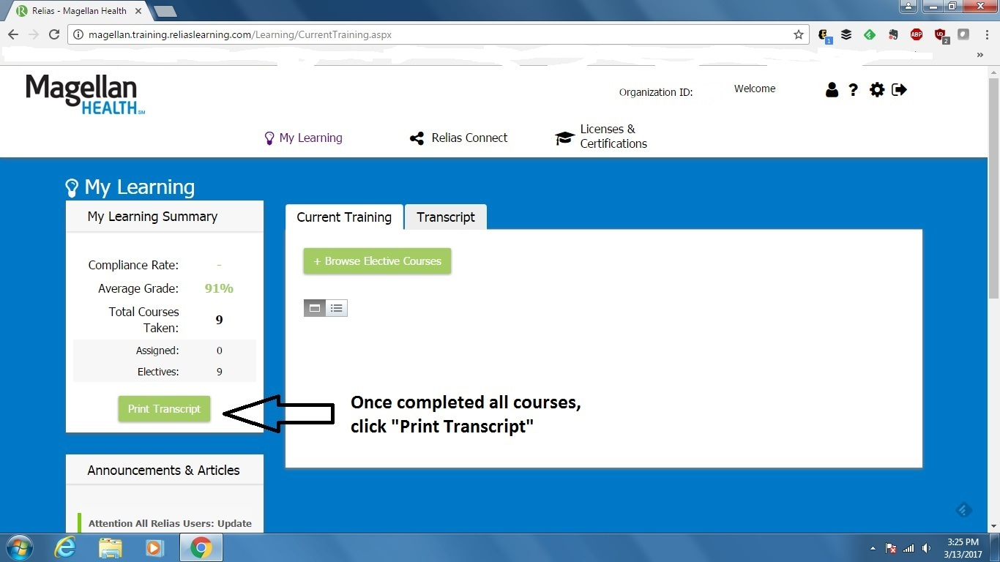 Relias - Magellan Health
magellan.training.reliaslearning.com/Learning/CurrentTraining.aspx
1
ABP
2
Magellan
HEALTH SM
Organization ID:
Welcome
?
My Learning
Relias Connect
Licenses &
Certifications
My Learning
My Learning Summary
Current Training
Transcript
+ Browse Elective Courses
Compliance Rate: -
Average Grade: 91%
Total Courses
Taken: 9
Assigned: 0
Electives: 9
Print Transcript
Once completed all courses,
click "Print Transcript"
Announcements & Articles
Attention All Relias Users: Update
3:25 PM
3/13/2017